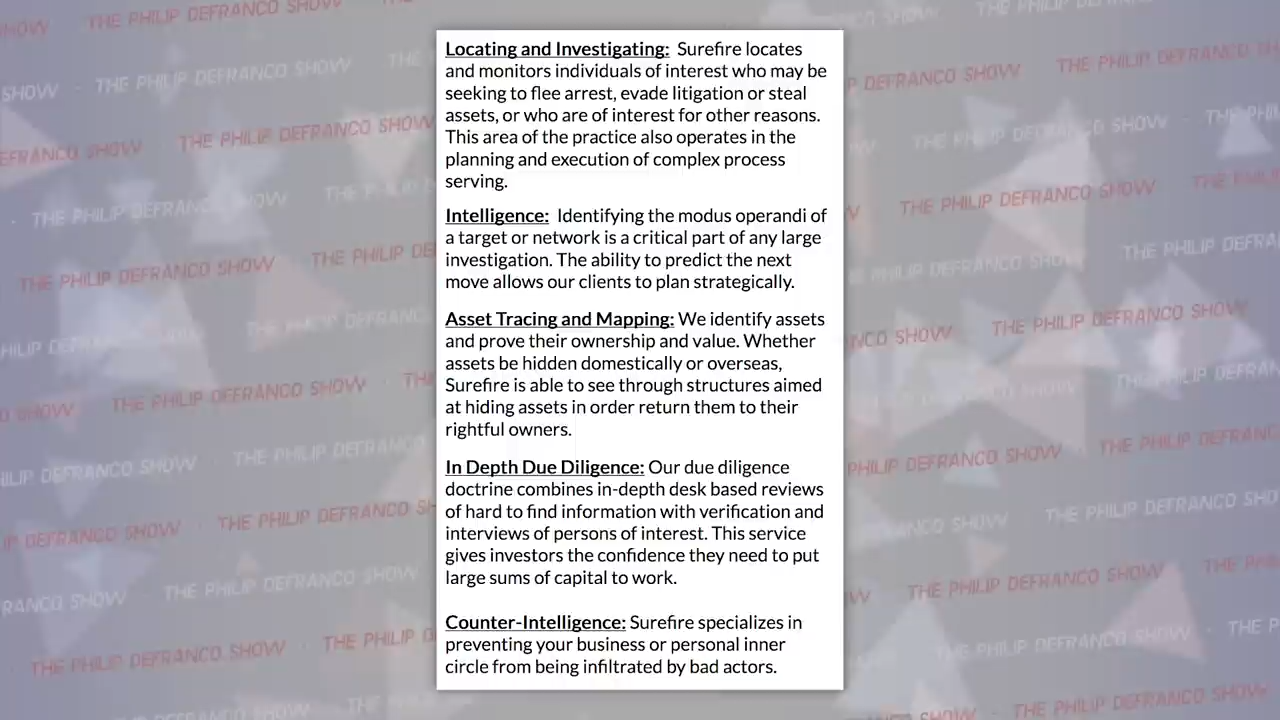 Locating and Investigating: Surefire locates
and monitors individuals of interest who may be
seeking to flee arrest, evade litigation or steal
assets, or who are of interest for other reasons.
This area of the practice also operates in the
planning and execution of complex process
serving.
Intelligence: Identifying the modus operandi of
a target or network is a critical part of any large
investigation. The ability to predict the next
move allows our clients to plan strategically.
Asset Tracing and Mapping: We identify assets
and prove their ownership and value. Whether
assets be hidden domestically or overseas,
Surefire is able to see through structures aimed
at hiding assets in order return them to their
rightful owners.
In Depth Due Diligence: Our due diligence
doctrine combines in-depth desk based reviews
of hard to find information with verification and
interviews of persons of interest. This service
gives investors the confidence they need to put
large sums of capital to work.
Counter-Intelligence: Surefire specializes in
preventing your business or personal inner
circle from being infiltrated by bad actors.
THE PHILIP DEFRANCO SHOW